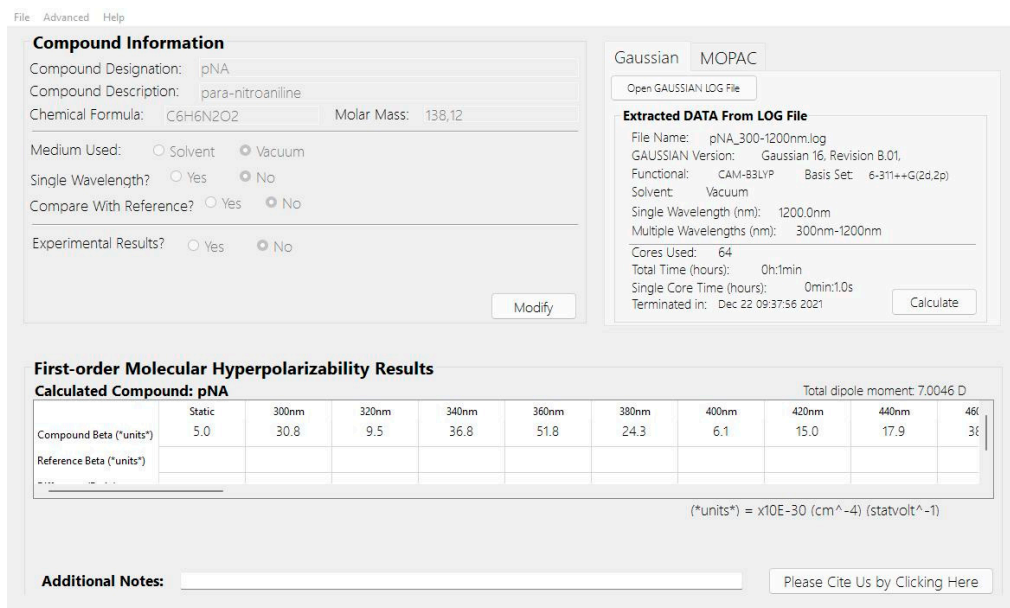 File Advanced Help
Compound Information
Compound Designation: pNA
Compound Description: para-nitroaniline
Chemical Formula: C6H6N2O2 Molar Mass: 138,12
Medium Used: Solvent Vacuum
Single Wavelength? Yes No
Compare With Reference? Yes No
Experimental Results? Yes No
Modify
Gaussian MOPAC
Open GAUSSIAN LOG File
Extracted DATA From LOG File
File Name: pNA_300-1200nm.log
GAUSSIAN Version: Gaussian 16, Revision B.01,
Functional: CAM-B3LYP Basis Set: 6-311++G(2d,2p)
Solvent: Vacuum
Single Wavelength (nm): 1200.0nm
Multiple Wavelengths (nm): 300nm-1200nm
Cores Used: 64
Total Time (hours): 0h:1min
Single Core Time (hours): 0min:1.0s
Terminated in: Dec 22 09:37:56 2021
Calculate
First-order Molecular Hyperpolarizability Results
Calculated Compound: pNA Total dipole moment: 7.0046 D
Static 300nm 320nm 340nm 360nm 380nm 400nm 420nm 440nm
Compound Beta (*units*) 5.0 30.8 9.5 36.8 51.8 24.3 6.1 15.0 17.9
Reference Beta (*units*)
(*units*) = x10E-30 (cm^-4) (statvolt^-1)
Additional Notes:
Please Cite Us by Clicking Here